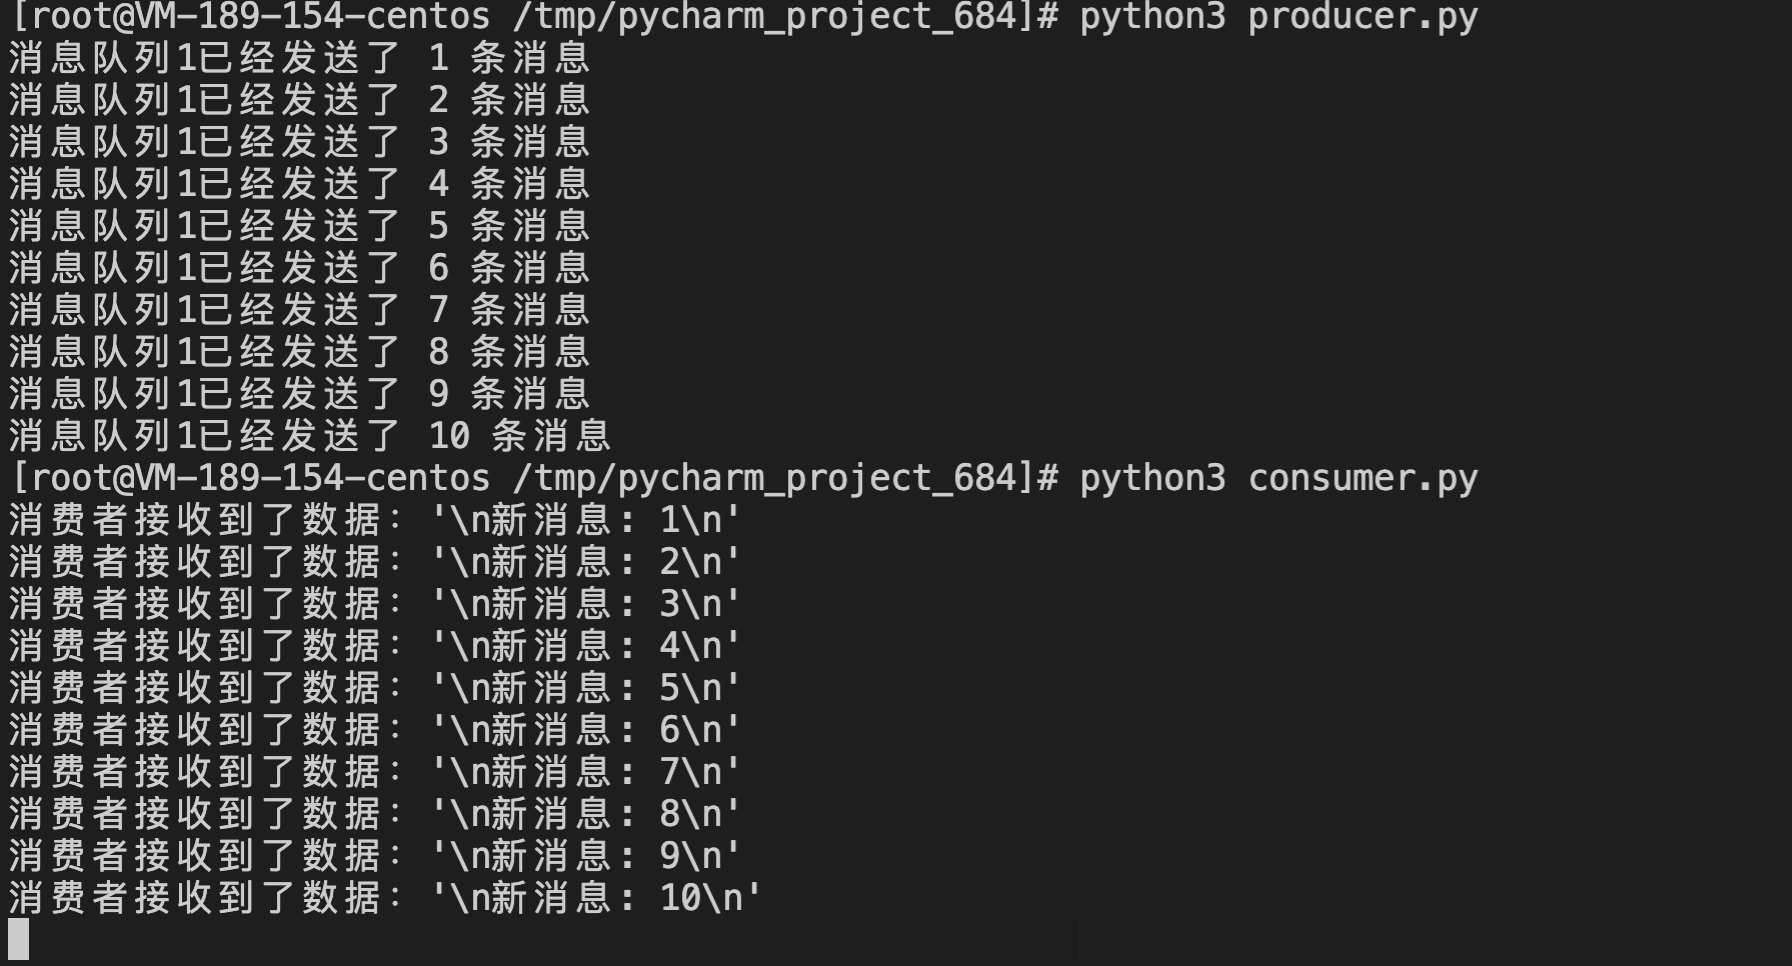 [root@VM-189-154-centos /tmp/pycharm_project_684]# python3 producer.py
消息队列1已经发送了 1 条消息
消息队列1已经发送了 2 条消息
消息队列1已经发送了 3 条消息
消息队列1已经发送了 4 条消息
消息队列1已经发送了 5 条消息
消息队列1已经发送了 6 条消息
消息队列1已经发送了 7 条消息
消息队列1已经发送了 8 条消息
消息队列1已经发送了 9 条消息
消息队列1已经发送了 10 条消息
[root@VM-189-154-centos /tmp/pycharm_project_684]# python3 consumer.py
消费者接收到了数据: '\n新消息: 1\n'
消费者接收到了数据: '\n新消息: 2\n'
消费者接收到了数据: '\n新消息: 3\n'
消费者接收到了数据: '\n新消息: 4\n'
消费者接收到了数据: '\n新消息: 5\n'
消费者接收到了数据: '\n新消息: 6\n'
消费者接收到了数据: '\n新消息: 7\n'
消费者接收到了数据: '\n新消息: 8\n'
消费者接收到了数据: '\n新消息: 9\n'
消费者接收到了数据: '\n新消息: 10\n'